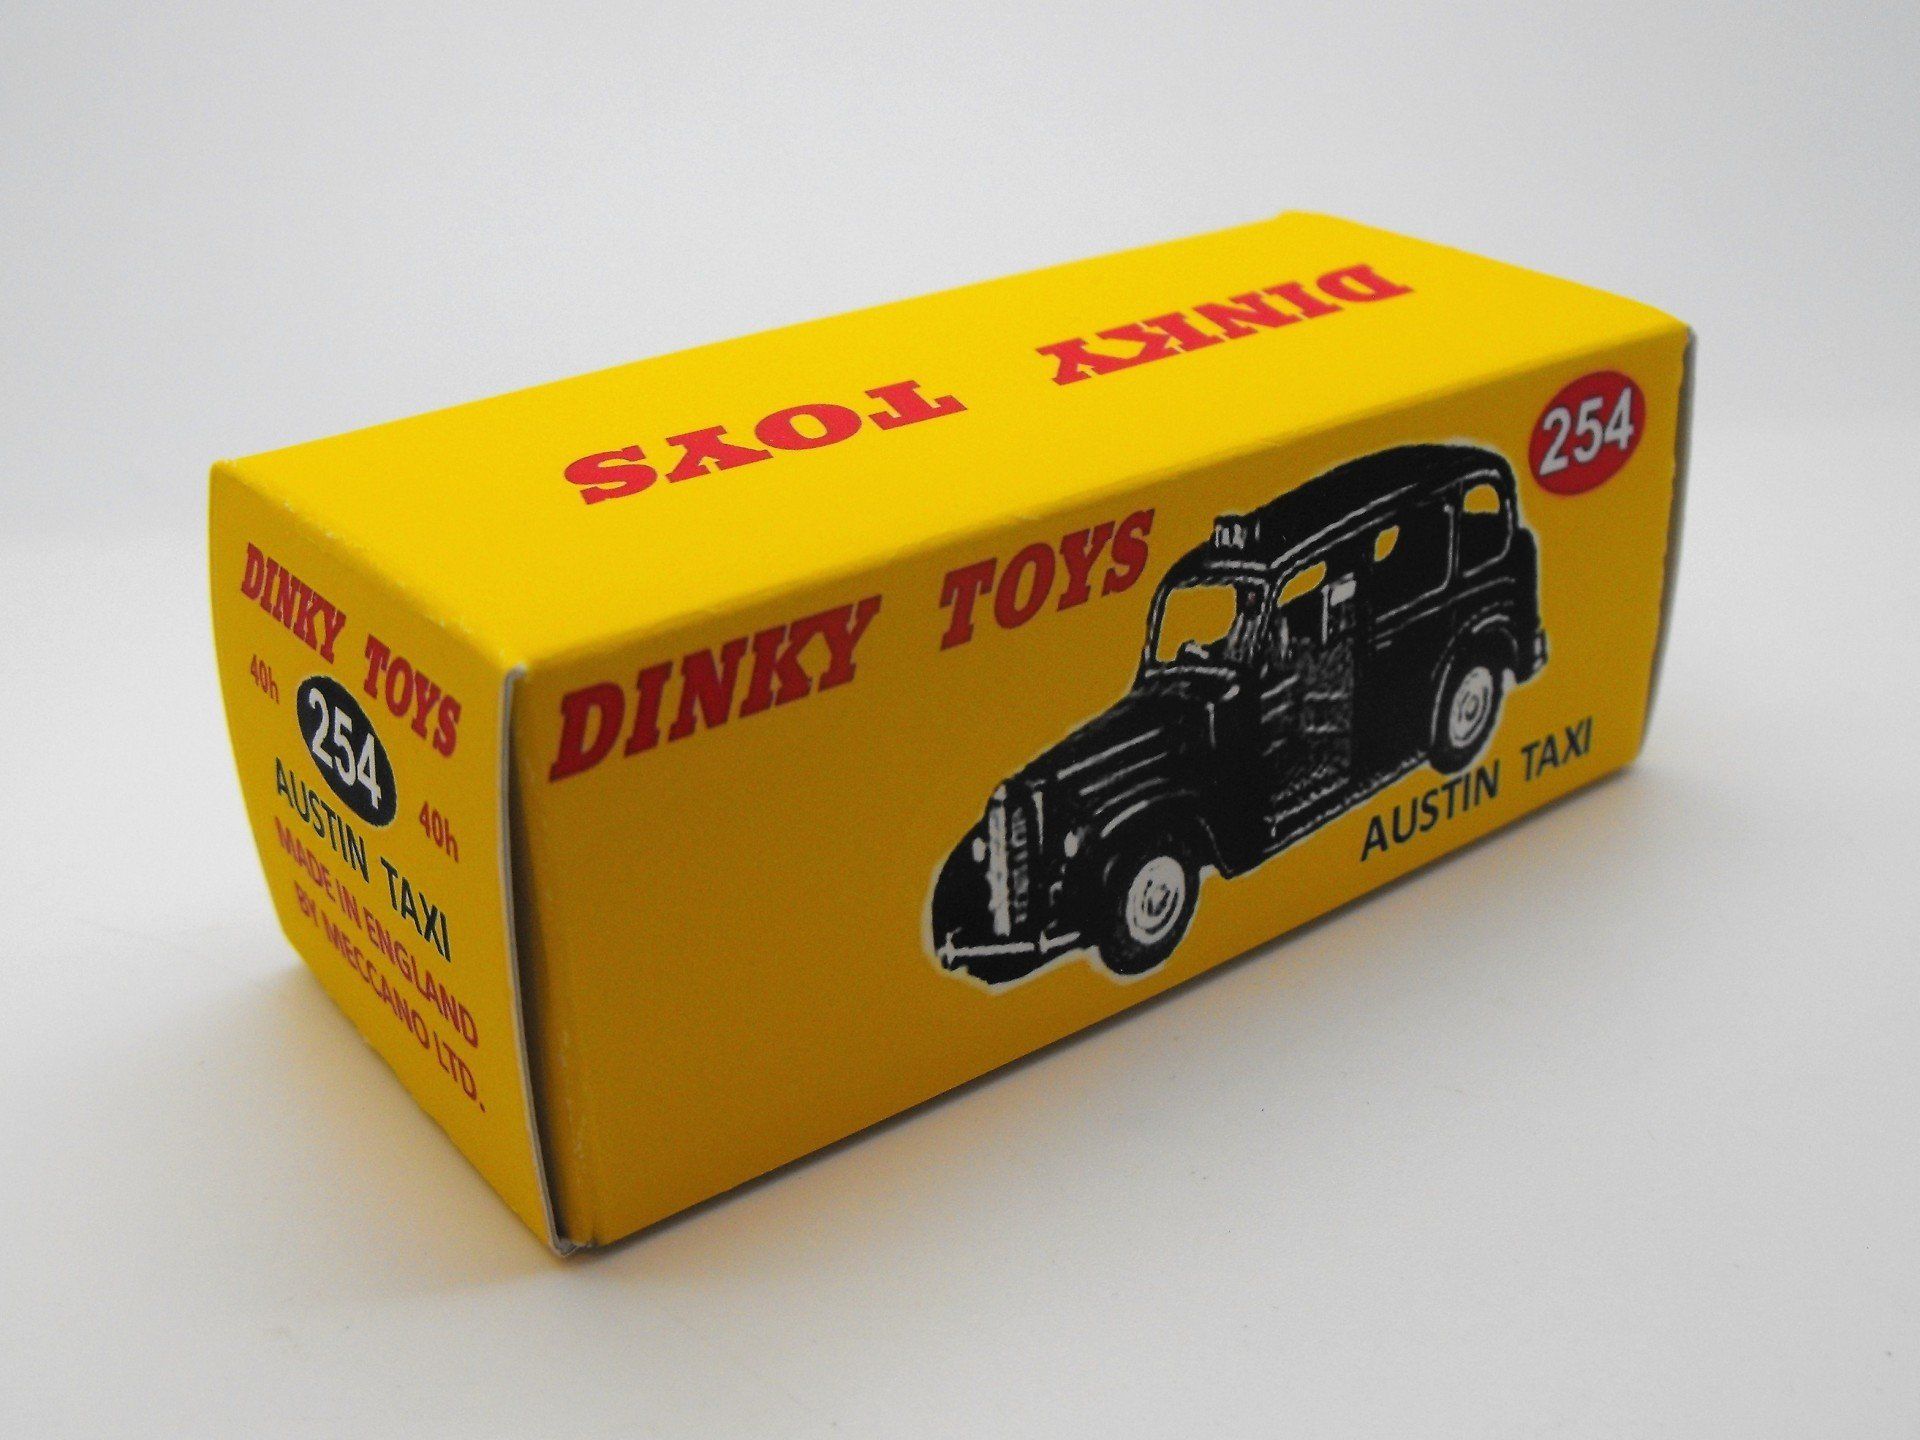 DINKY TOYS
DINKY TOYS
254
TAXI
AUSTIN TAXI
DINKY TOYS
40h 254 40h
AUSTIN TAXI
MADE IN ENGLAND
BY MECCANO LTD.